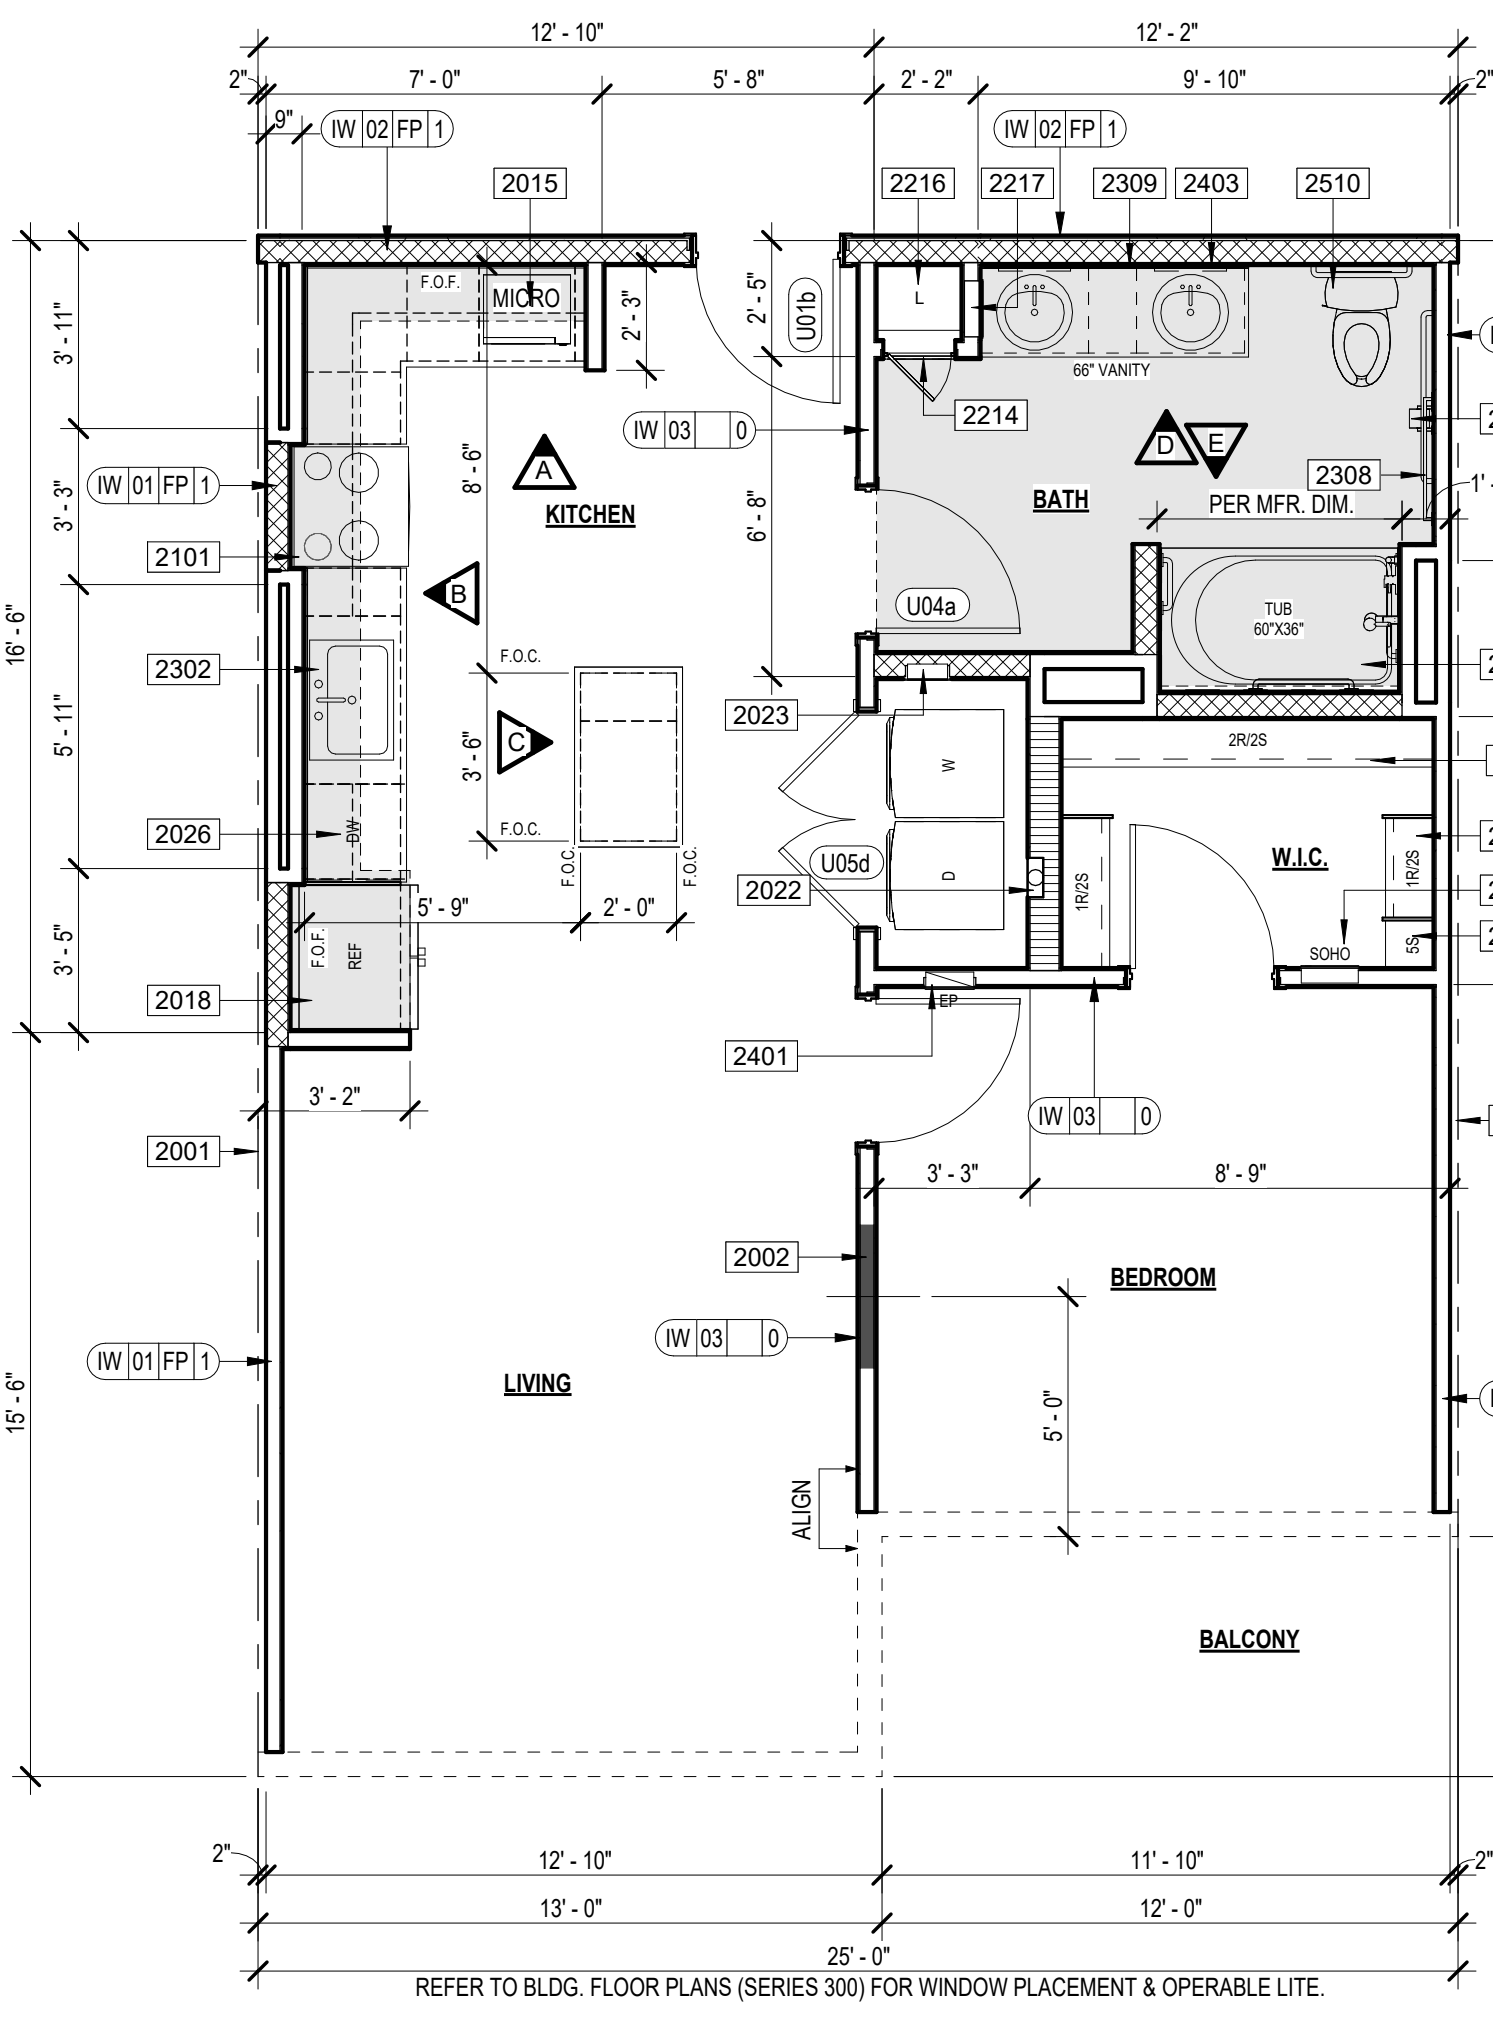 12' - 10"
12' - 2"
2"
7' - 0"
5' - 8"
2' - 2"
9' - 10"
2"
9"
IW 02 FP 1
IW 02 FP 1
2015
2216
2217
2309
2403
2510
F.O.F.
MICRO
2' - 3"
U01b
2' - 5"
L
3' - 11"
66" VANITY
2214
IW 03 0
D
E
A
8' - 6"
KITCHEN
IW 01 FP 1
3' - 3"
2101
6' - 8"
BATH
2308
1'
PER MFR. DIM.
B
U04a
TUB
60"X36"
16' - 6"
2302
F.O.C.
2023
5' - 11"
C
3' - 6"
W
2R/2S
2026
DW
F.O.C.
F.O.C.
F.O.C.
U05d
D
2022
1R/2S
W.I.C.
1R/2S
5' - 9"
2' - 0"
3' - 5"
F.O.F.
REF
SOHO
5S
2018
EP
2401
3' - 2"
IW 03 0
2001
3' - 3"
8' - 9"
2002
BEDROOM
IW 03 0
IW 01 FP 1
LIVING
15' - 6"
5' - 0"
ALIGN
BALCONY
2"
12' - 10"
11' - 10"
2"
13' - 0"
12' - 0"
25' - 0"
REFER TO BLDG. FLOOR PLANS (SERIES 300) FOR WINDOW PLACEMENT & OPERABLE LITE.